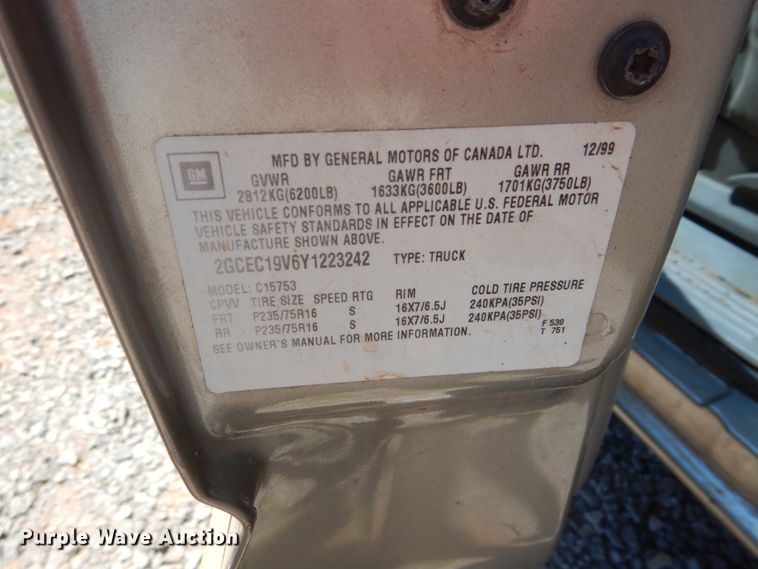 GM
MFD BY GENERAL MOTORS OF CANADA LTD. 12/99
GVWR GAWR FRT GAWR RR
2812KG(6200LB) 1633KG(3600LB) 1701KG(3750LB)
THIS VEHICLE CONFORMS TO ALL APPLICABLE U.S. FEDERAL MOTOR
VEHICLE SAFETY STANDARDS IN EFFECT ON THE DATE OF
MANUFACTURE SHOWN ABOVE.
2GCEC19V6Y1223242 TYPE: TRUCK
MODEL: C15753
CPVV TIRE SIZE SPEED RTG RIM COLD TIRE PRESSURE
FRT P235/75R16 S 16X7/6.5J 240KPA(35PSI)
RR P235/75R16 S 16X7/6.5J 240KPA(35PSI)
SEE OWNER'S MANUAL FOR MORE INFORMATION.
F 530
T 751
Purple Wave Auction